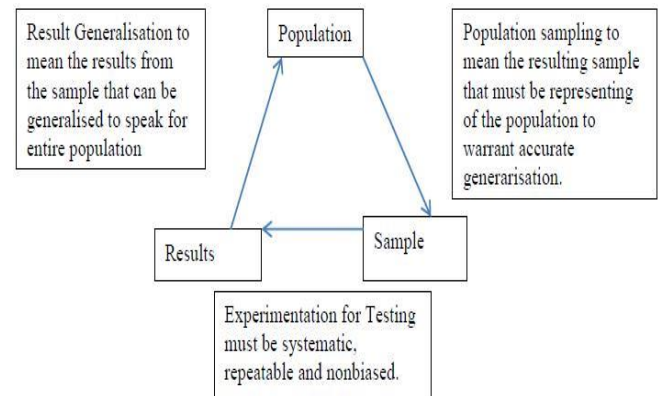 Result Generalisation to
mean the results from
the sample that can be
generalised to speak for
entire population
Population
Population sampling to
mean the resulting sample
that must be representing
of the population to
warrant accurate
generarisation.
Results
Sample
Experimentation for Testing
must be systematic,
repeatable and nonbiased.